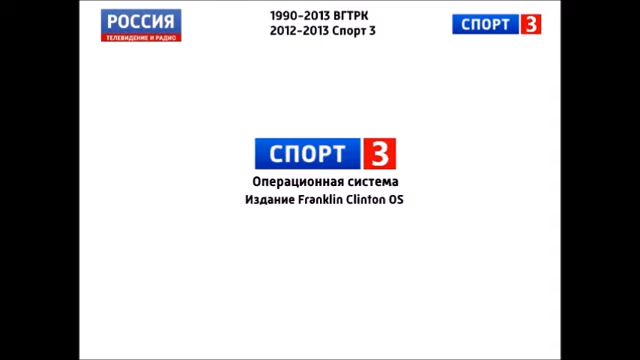 РОССИЯ
ТЕЛЕВИДЕНИЕ И РАДИО
1990-2013 ВГТРК
2012-2013 Спорт 3
СПОРТ 3
СПОРТ 3
Операционная система
Издание Franklin Clinton OS